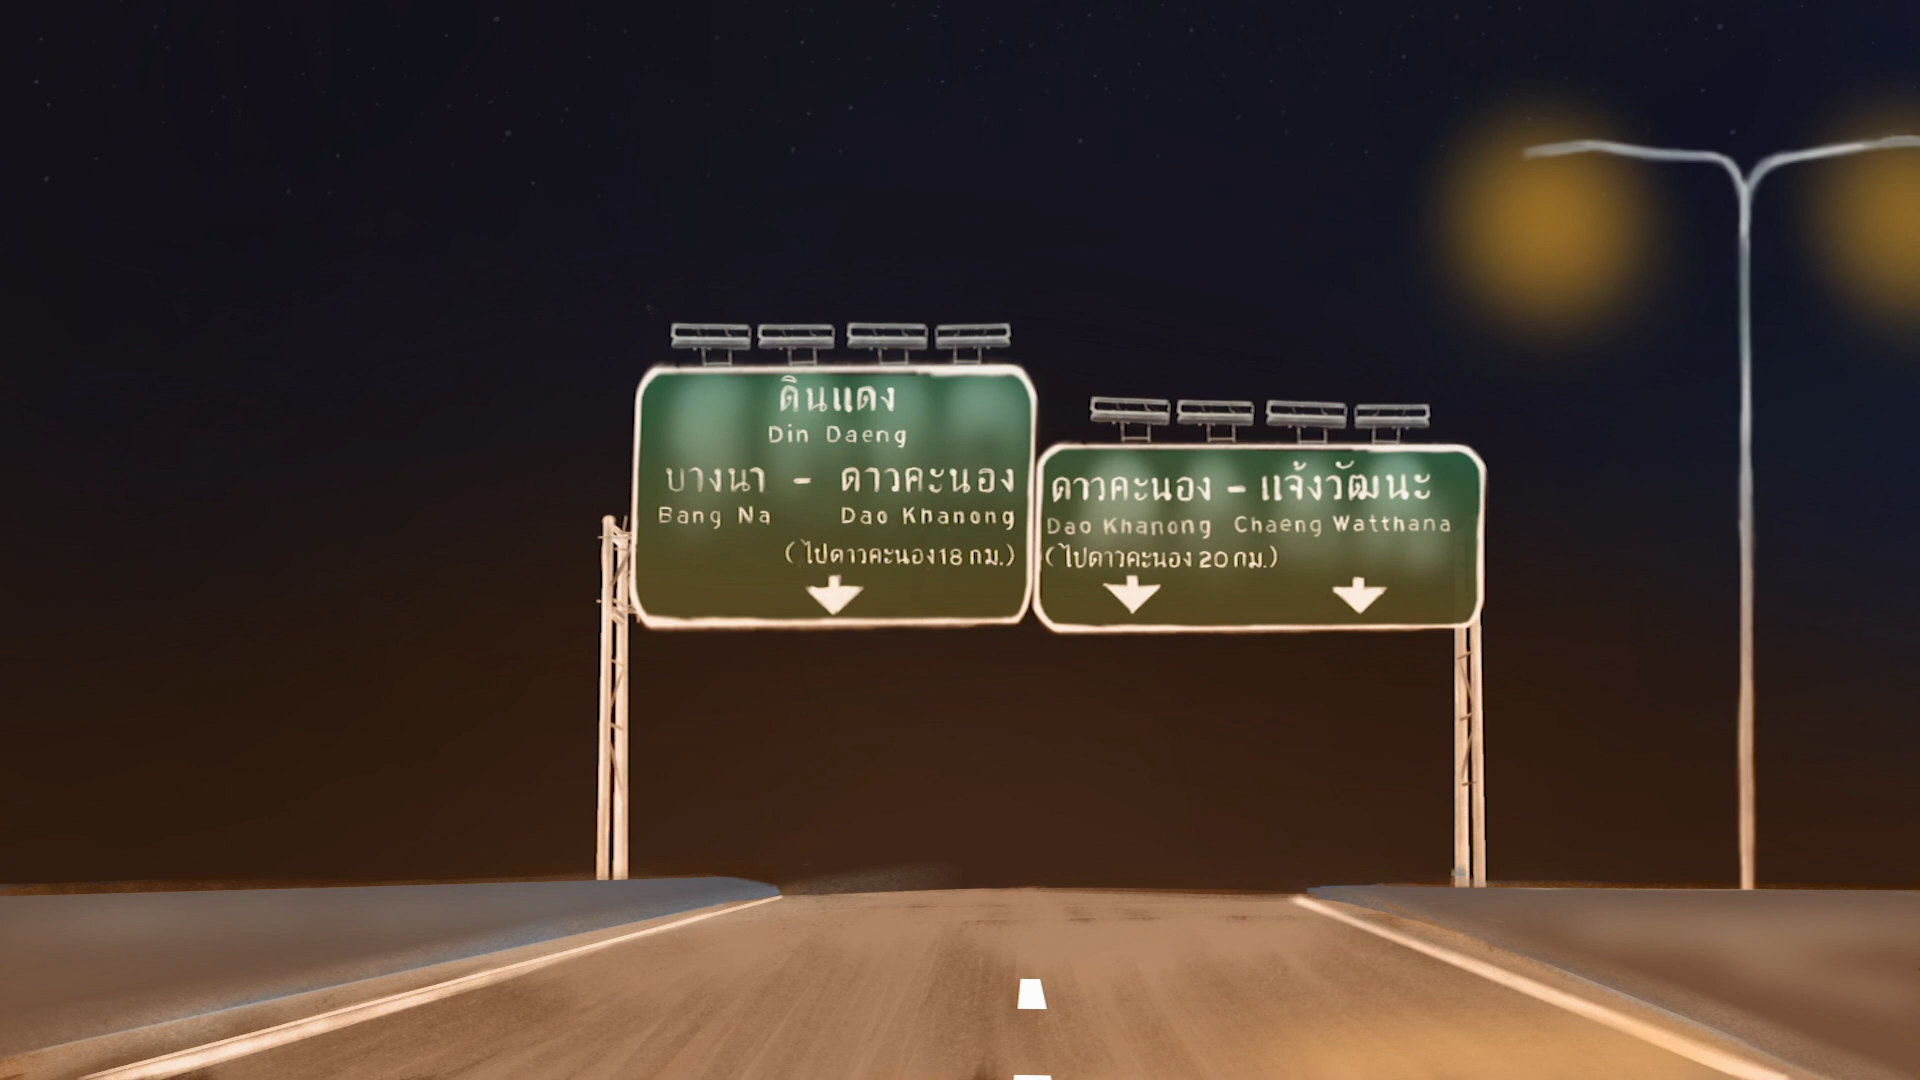 ดินแดง
Din Daeng
บางนา - ดาวคะนอง
Bang Na Dao Khanong
(ไปดาวคะนอง 18 กม.)
ดาวคะนอง - แจ้งวัฒนะ
Dao Khanong Chaeng Watthana
(ไปดาวคะนอง 20 กม.)